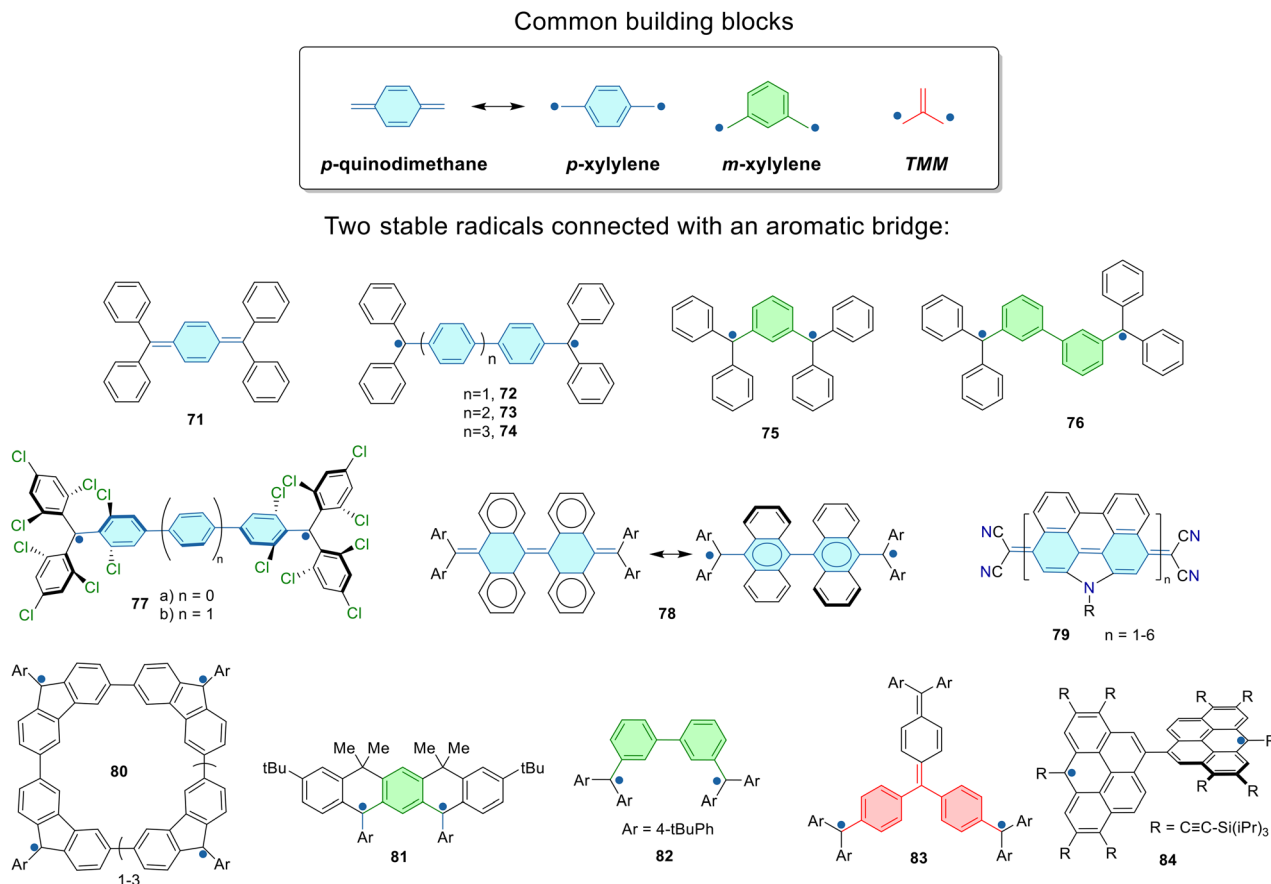 Common building blocks
p-quinodimethane
p-xylylene
m-xylylene
TMM
Two stable radicals connected with an aromatic bridge:
n
71
n=1, 72
n=2, 73
n=3, 74
75
76
Cl Cl Cl Cl Cl Cl Cl
Cl Cl Cl Cl Cl Cl Cl
Cl Cl
n
77
a) n = 0
b) n = 1
Ar Ar Ar Ar
Ar Ar Ar Ar
78
NC CN
NC CN
n
N
R
79
n = 1-6
Ar Ar
80
Ar Ar
1-3
Me Me Me Me
tBu tBu
Ar Ar
81
Ar Ar
Ar Ar
Ar = 4-tBuPh
82
Ar Ar
Ar Ar
Ar Ar
83
R R R R
R R
R R
R R
R = C≡C-Si(iPr)3
84